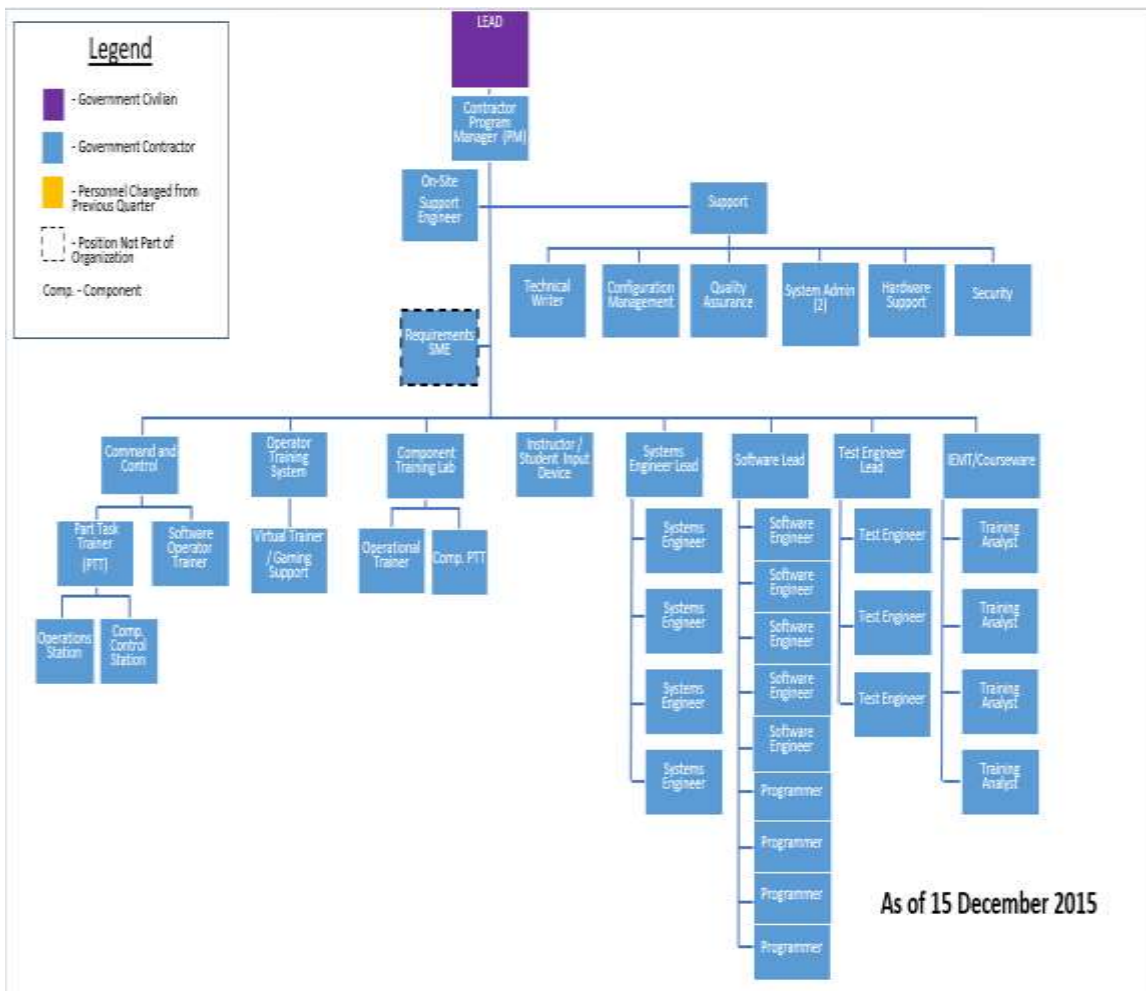 Legend
- Government Civilian
- Government Contractor
- Personnel Changed from
Previous Quarter
- Position Not Part of
Organization
Comp. - Component
LEAD
Contractor
Program
Manager (PM)
On-Site
Support
Engineer
Support
Technical
Writer
Configuration
Management
Quality
Assurance
System Admin
(2)
Hardware
Support
Security
Requirements
SME
Command and
Control
Operator
Training
System
Component
Training Lab
Instructor /
Student Input
Device
Systems
Engineer Lead
Software Lead
Test Engineer
Lead
IEMT/Courseware
Part Task
Trainer
(PTT)
Software
Operator
Trainer
Virtual Trainer
/ Gaming
Support
Operational
Trainer
Comp. PTT
Operations
Station
Comp.
Control
Station
Systems
Engineer
Systems
Engineer
Systems
Engineer
Systems
Engineer
Software
Engineer
Software
Engineer
Software
Engineer
Software
Engineer
Software
Engineer
Programmer
Programmer
Programmer
Programmer
Test Engineer
Test Engineer
Test Engineer
Training
Analyst
Training
Analyst
Training
Analyst
Training
Analyst
As of 15 December 2015